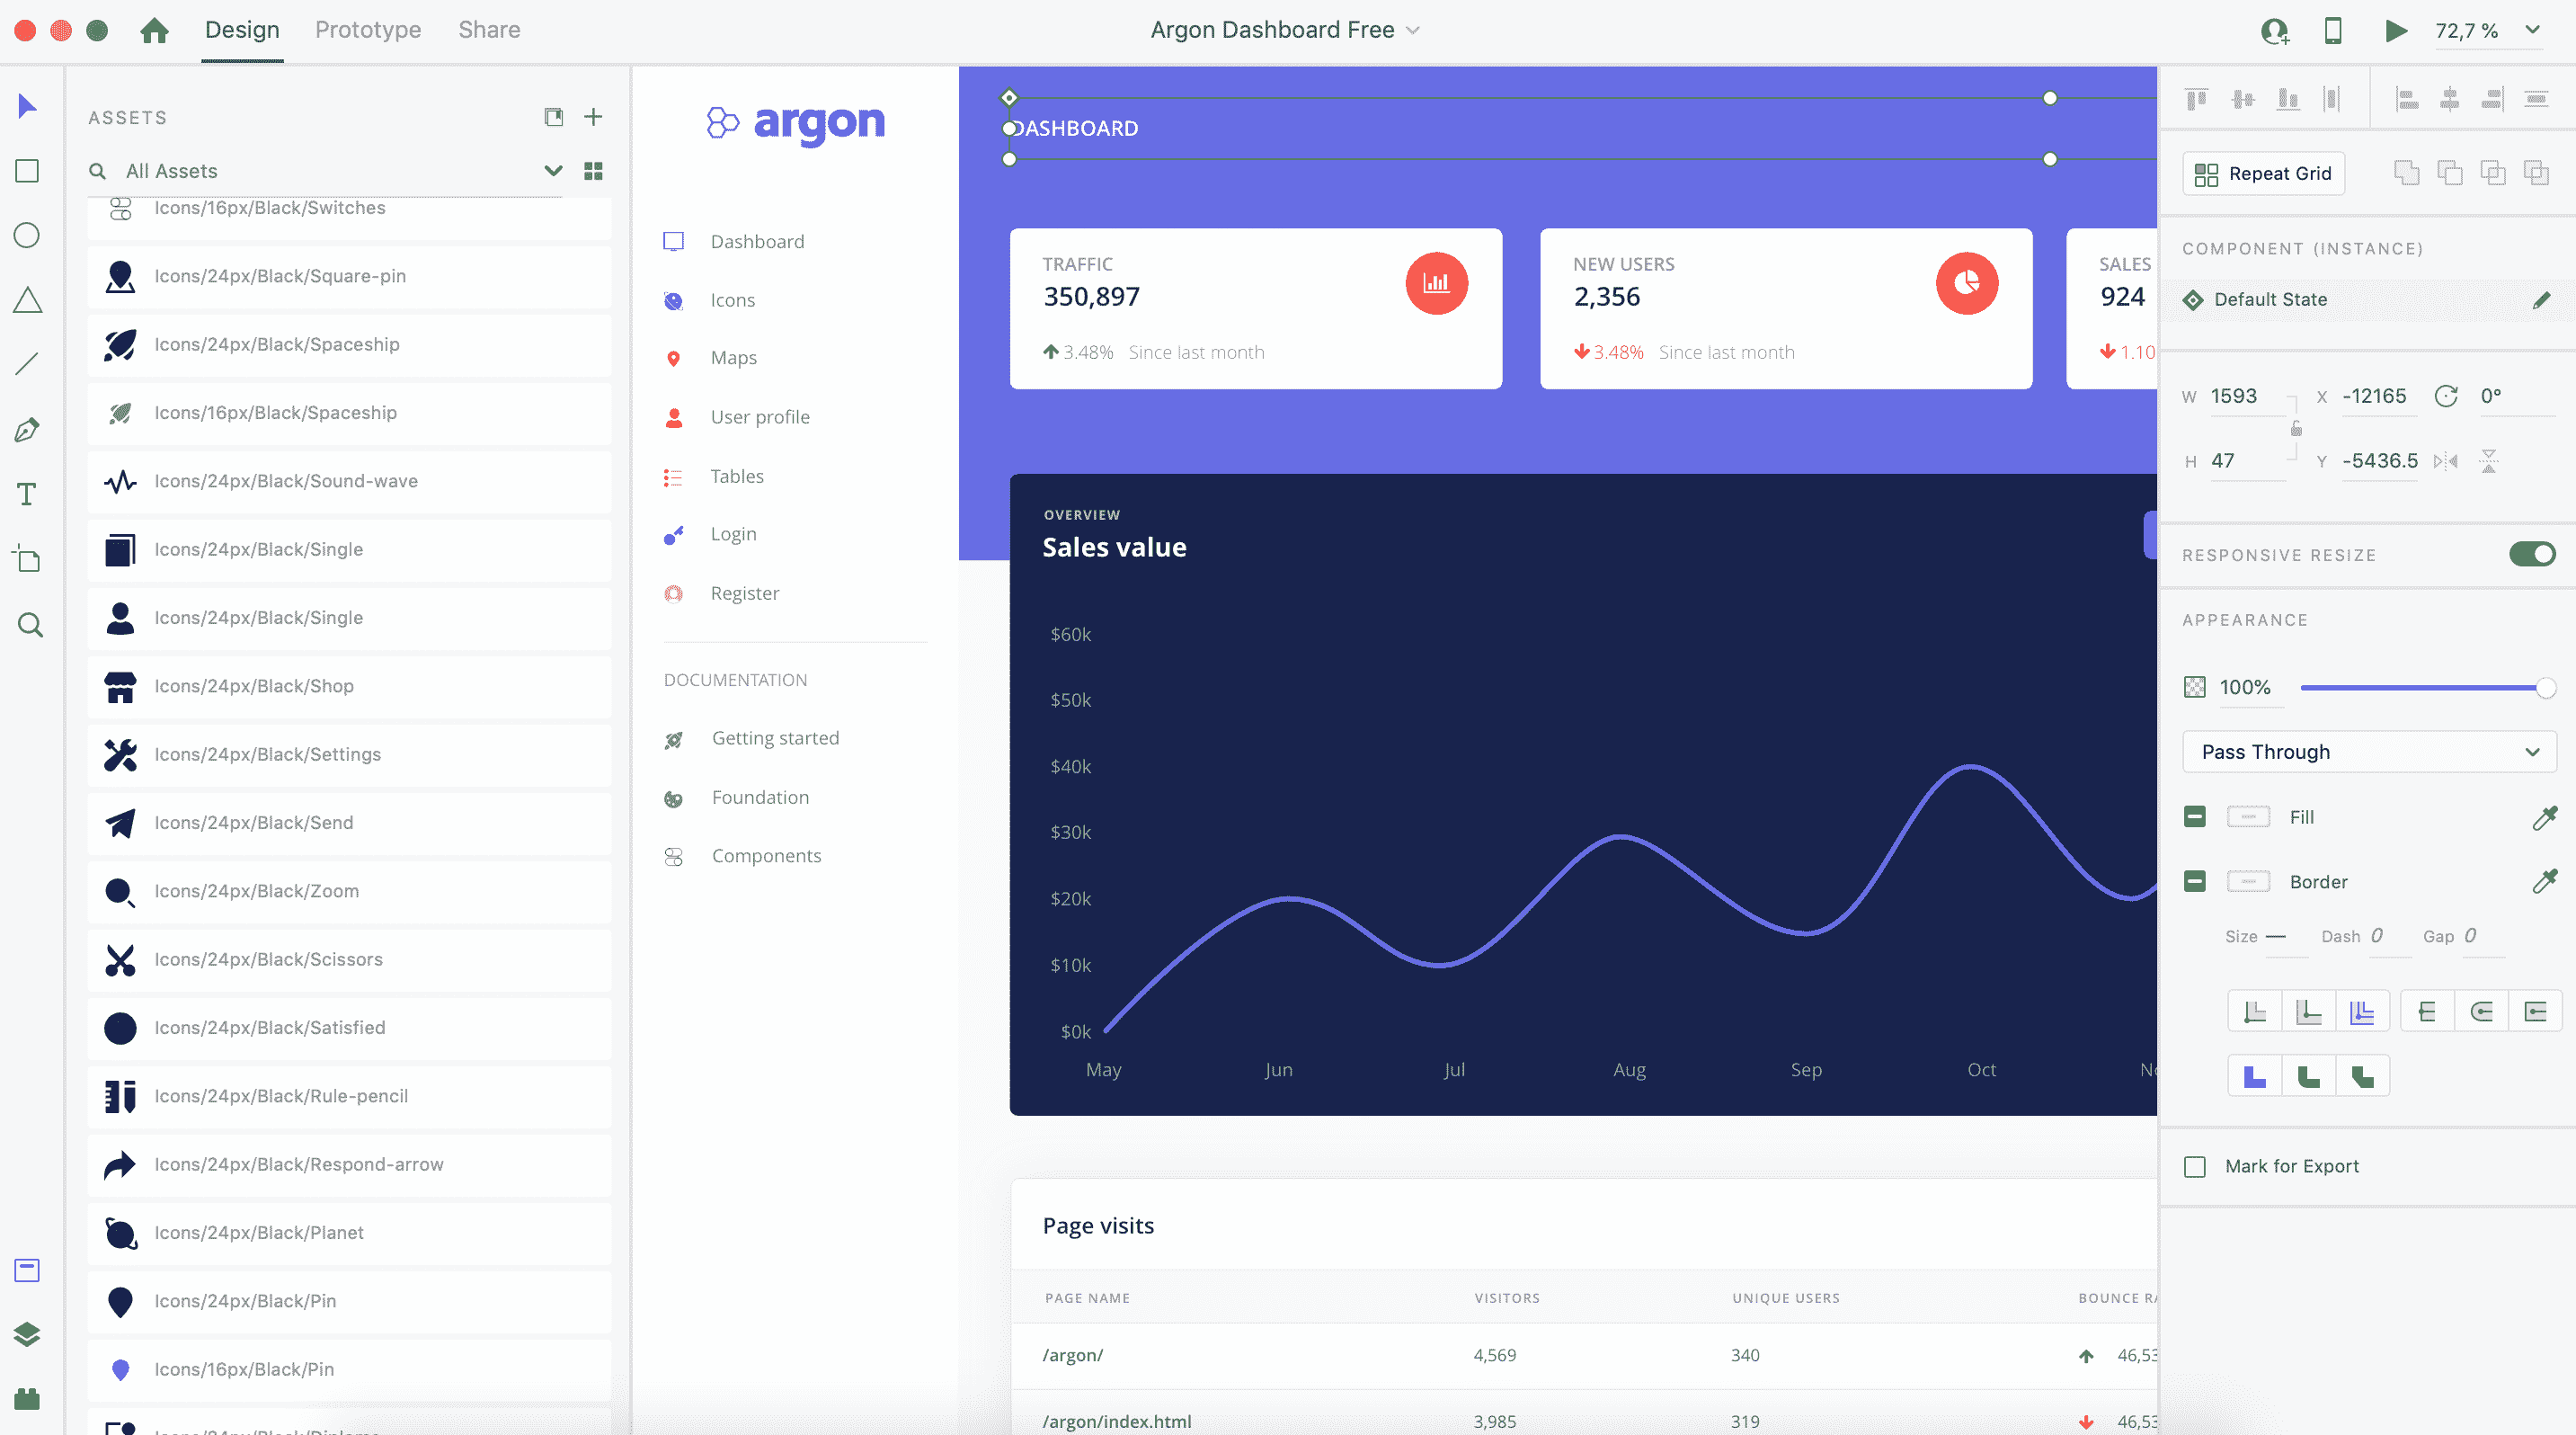 Design Prototype Share Argon Dashboard Free 72,7 %
ASSETS
All Assets
Icons/16px/Black/Switches
Icons/24px/Black/Square-pin
Icons/24px/Black/Spaceship
Icons/16px/Black/Spaceship
Icons/24px/Black/Sound-wave
Icons/24px/Black/Single
Icons/24px/Black/Single
Icons/24px/Black/Shop
Icons/24px/Black/Settings
Icons/24px/Black/Send
Icons/24px/Black/Zoom
Icons/24px/Black/Scissors
Icons/24px/Black/Satisfied
Icons/24px/Black/Rule-pencil
Icons/24px/Black/Respond-arrow
Icons/24px/Black/Planet
Icons/24px/Black/Pin
Icons/16px/Black/Pin
argon
Dashboard
Icons
Maps
User profile
Tables
Login
Register
DOCUMENTATION
Getting started
Foundation
Components
DASHBOARD
TRAFFIC
350,897
3.48% Since last month
NEW USERS
2,356
3.48% Since last month
SALES
924
1.10
OVERVIEW
Sales value
$60k
$50k
$40k
$30k
$20k
$10k
$0k
May Jun Jul Aug Sep Oct
Page visits
PAGE NAME VISITORS UNIQUE USERS BOUNCE
/argon/ 4,569 340 46,53
/argon/index.html 3,985 319 46,53
Repeat Grid
COMPONENT (INSTANCE)
Default State
W 1593 X -12165 0°
H 47 Y -5436.5
RESPONSIVE RESIZE
APPEARANCE
100%
Pass Through
Fill
Border
Size Dash 0 Gap 0
Mark for Export